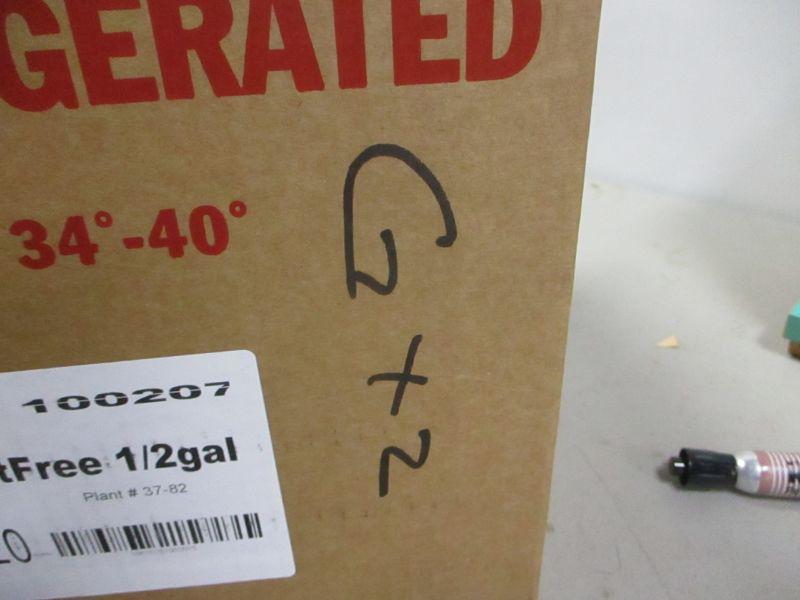 GERATED
34°-40°
G x 2
100207
tFree 1/2gal
Plant # 37-82